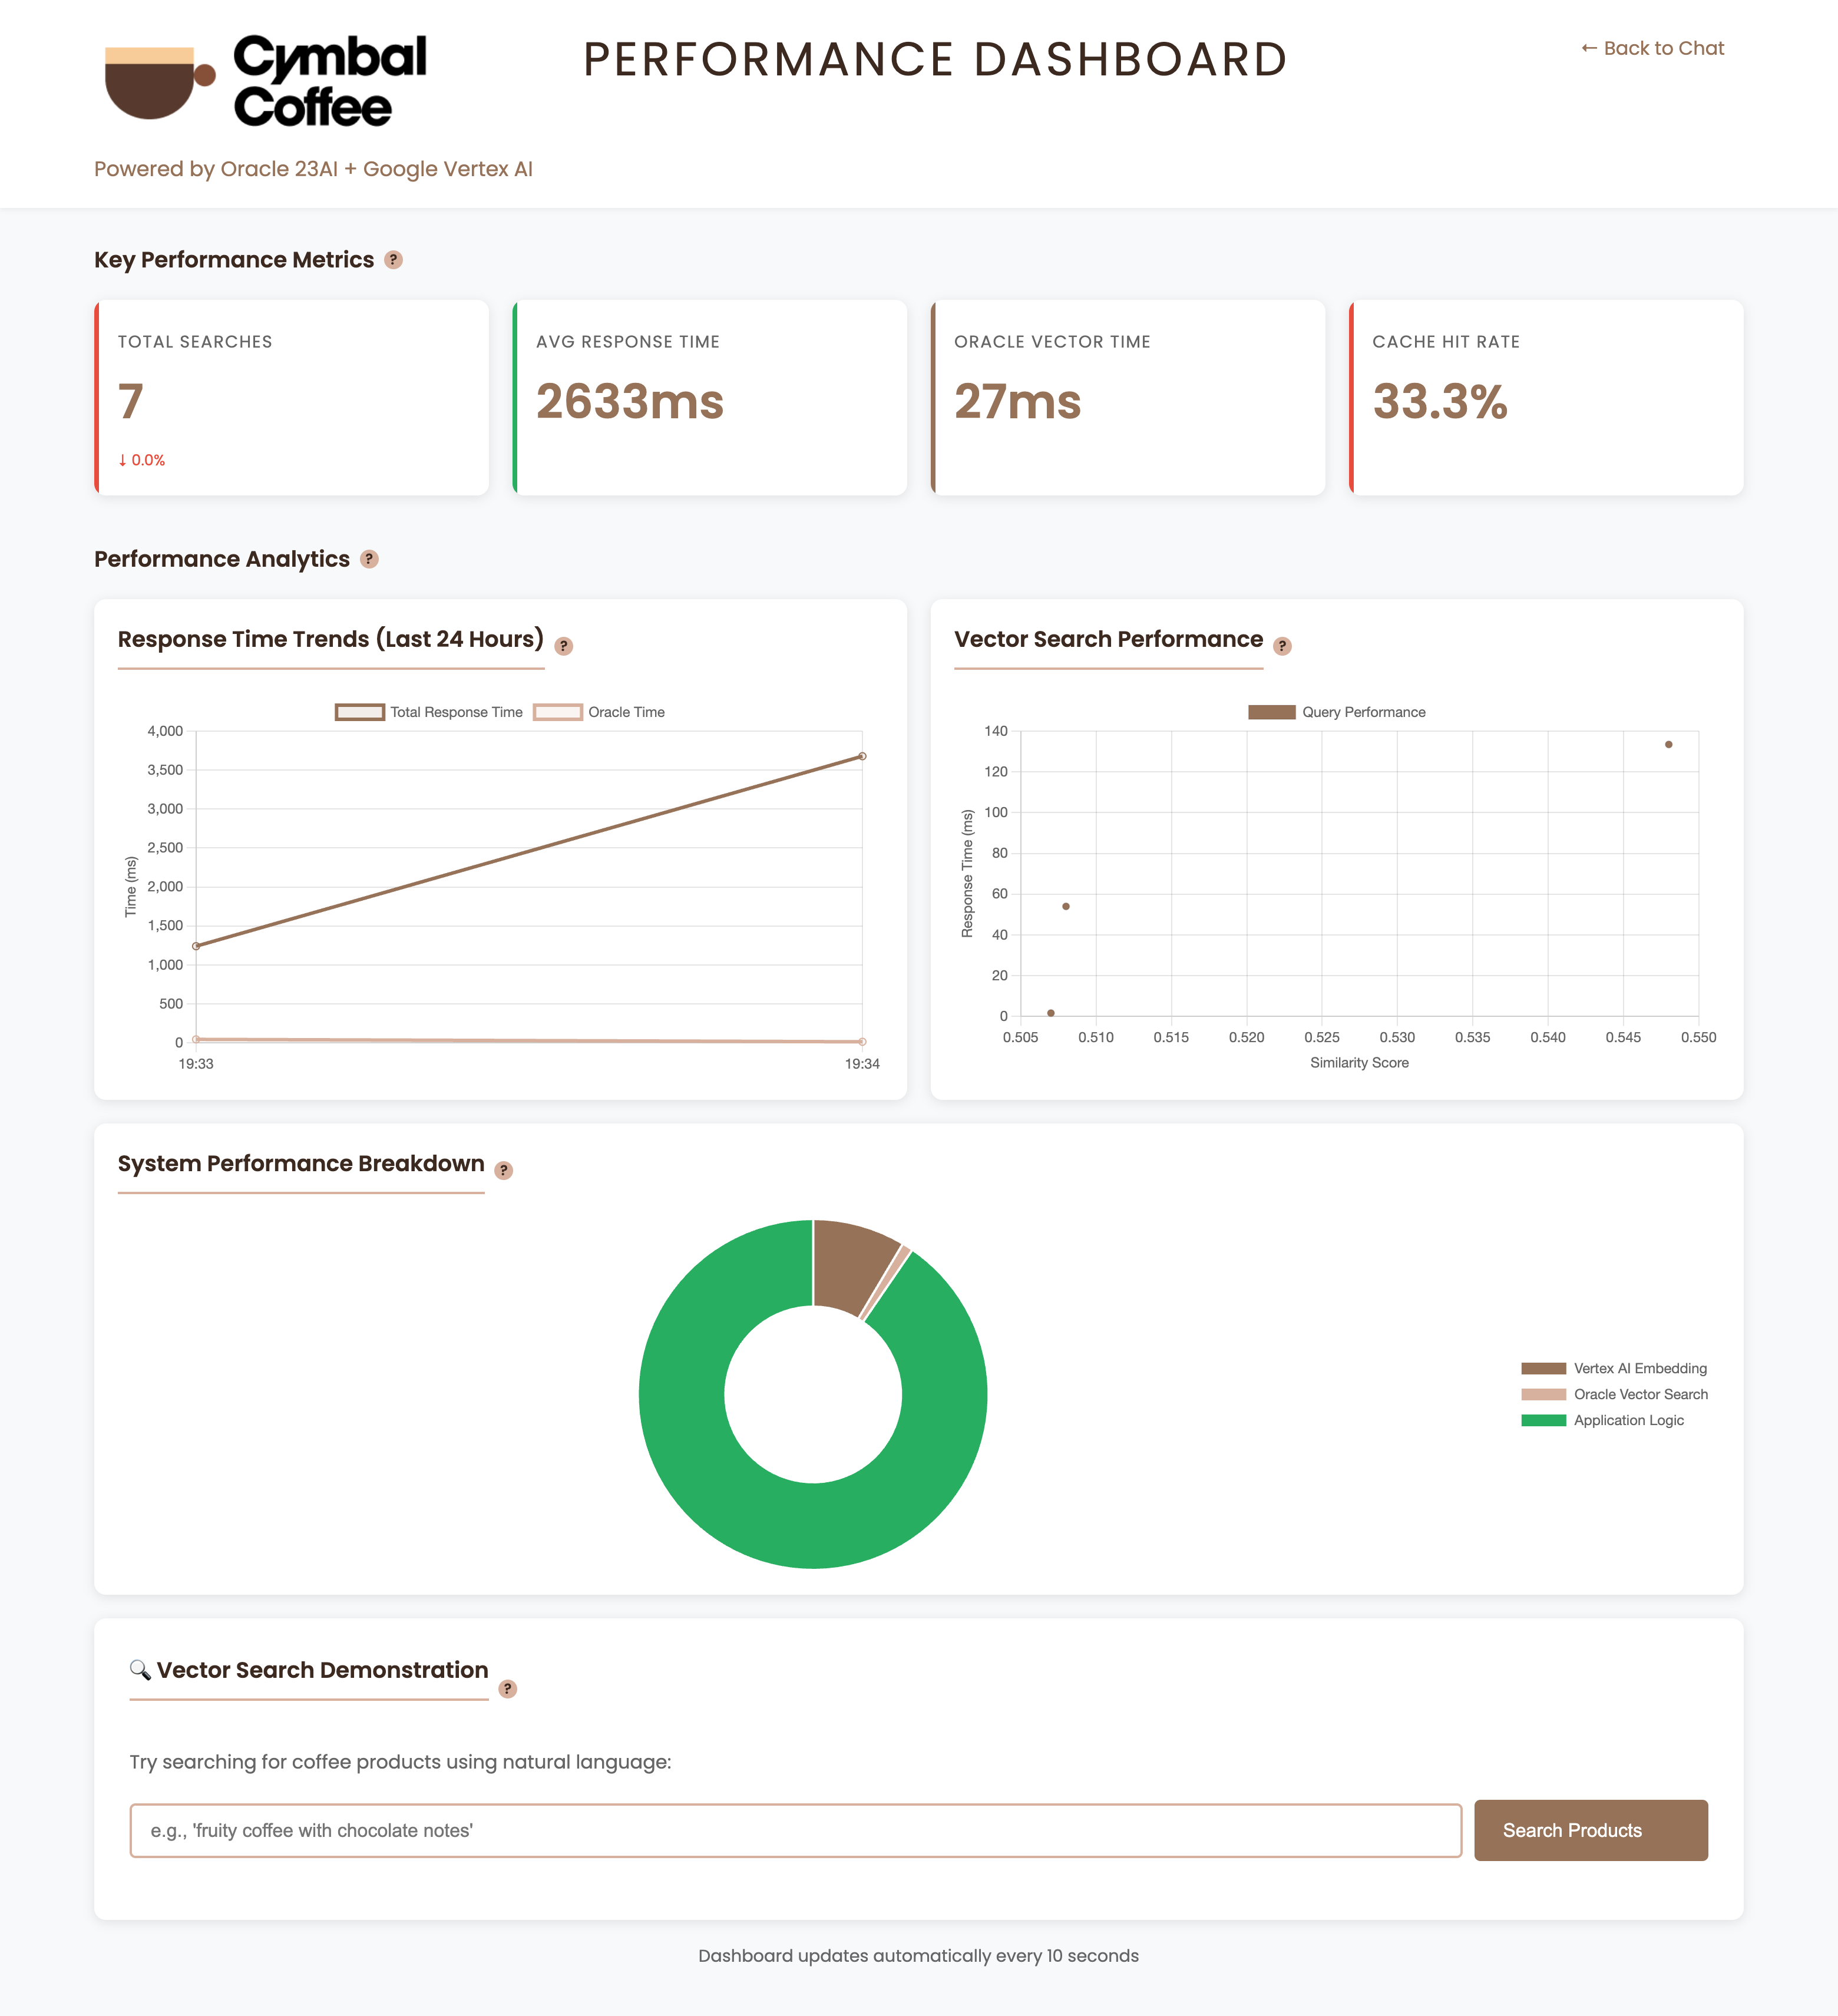 Cymbal
Coffee
PERFORMANCE DASHBOARD
← Back to Chat
Powered by Oracle 23AI + Google Vertex AI
Key Performance Metrics ?
TOTAL SEARCHES
7
↓ 0.0%
AVG RESPONSE TIME
2633ms
ORACLE VECTOR TIME
27ms
CACHE HIT RATE
33.3%
Performance Analytics ?
Response Time Trends (Last 24 Hours) ?
Total Response Time Oracle Time
4,000
3,500
3,000
2,500
2,000
1,500
1,000
500
0
Time (ms)
19:33 19:34
Vector Search Performance ?
Query Performance
140
120
100
80
60
40
20
0
Response Time (ms)
0.505 0.510 0.515 0.520 0.525 0.530 0.535 0.540 0.545 0.550
Similarity Score
System Performance Breakdown ?
Vertex AI Embedding
Oracle Vector Search
Application Logic
🔍 Vector Search Demonstration ?
Try searching for coffee products using natural language:
e.g., 'fruity coffee with chocolate notes'
Search Products
Dashboard updates automatically every 10 seconds